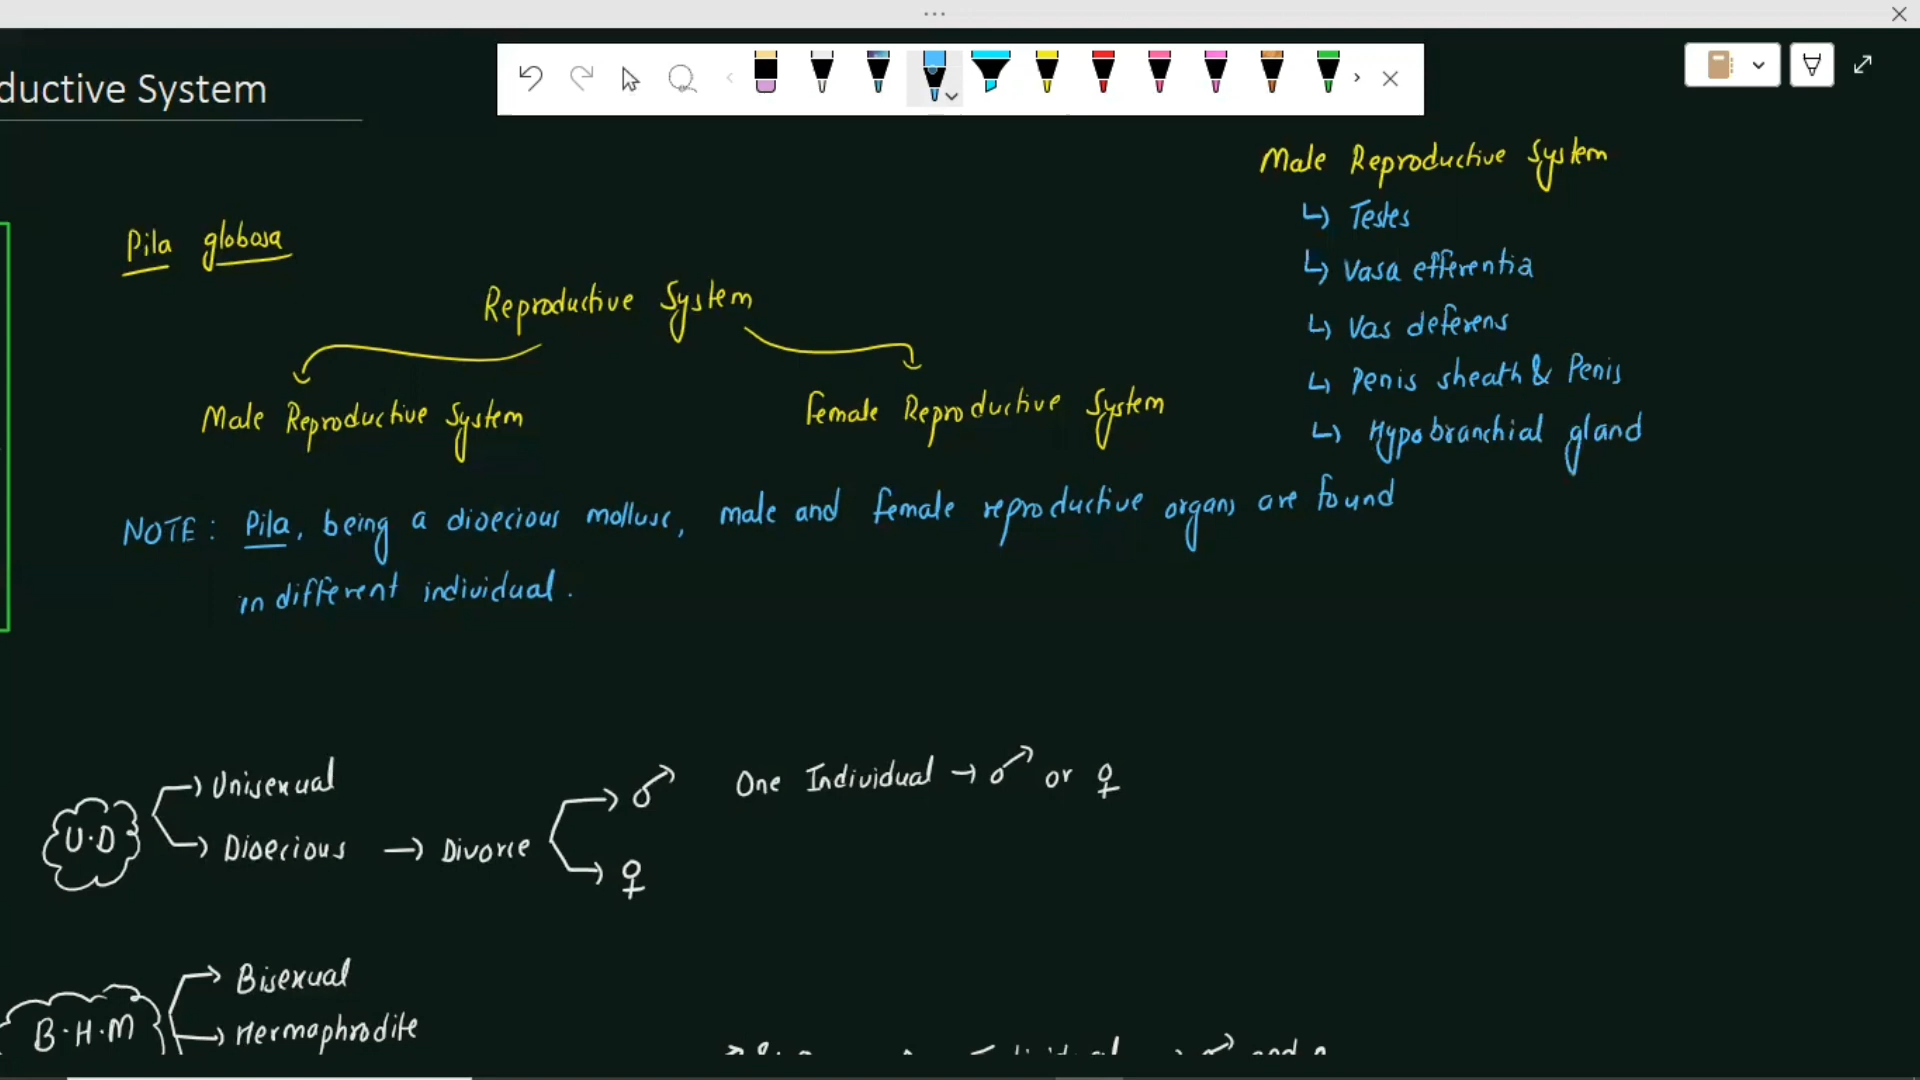 ductive System
Male Reproductive System
↳ Testes
↳ Vasa efferentia
↳ Vas deferens
↳ Penis sheath & Penis
↳ Hypobranchial gland
Pila globosa
Reproductive System
Male Reproductive System
Female Reproductive System
NOTE: Pila, being a dioecious mollusc, male and female reproductive organs are found
in different individual.
U.D
→ Unisexual
→ Dioecious → Divorce
→ ♂
→ ♀
One Individual → ♂ or ♀
B.H.M
→ Bisexual
→ Hermaphrodite
and